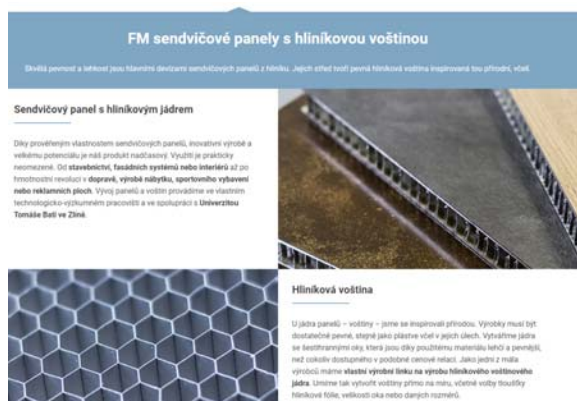 FM sendvičové panely s hliníkovou voštinou
Skvělá pevnost a lehkost jsou hlavními devizami sendvičových panelů z hliníku. Jejich střed tvoří pevná hliníková voština inspirovaná tou přírodní, včelí.
Sendvičový panel s hliníkovým jádrem
Díky prověřeným vlastnostem sendvičových panelů, inovativní výrobě a
velkému potenciálu je náš produkt nadčasový. Využití je prakticky
neomezené. Od stavebnictví, fasádních systémů nebo interiérů až po
hmotnostní revoluci v dopravě, výrobě nábytku, sportovního vybavení
nebo reklamních ploch. Vývoj panelů a voštin provádíme ve vlastním
technologicko-výzkumném pracovišti a ve spolupráci s Univerzitou
Tomáše Bati ve Zlíně.
Hliníková voština
U jádra panelů – voštiny – jsme se inspirovali přírodou. Výrobky musí být
dostatečně pevné, stejně jako plástve včel v jejich úlech. Vytváříme jádra
se šestihrannými oky, která jsou díky použitému materiálu lehčí a pevnější,
než cokoliv dostupného v podobné cenové relaci. Jako jedni z mála
výrobců máme vlastní výrobní linku na výrobu hliníkového voštinového
jádra. Umíme tak vytvořit voštiny přímo na míru, včetně volby tloušťky
hliníkové fólie, velikosti oka nebo daných rozměrů.